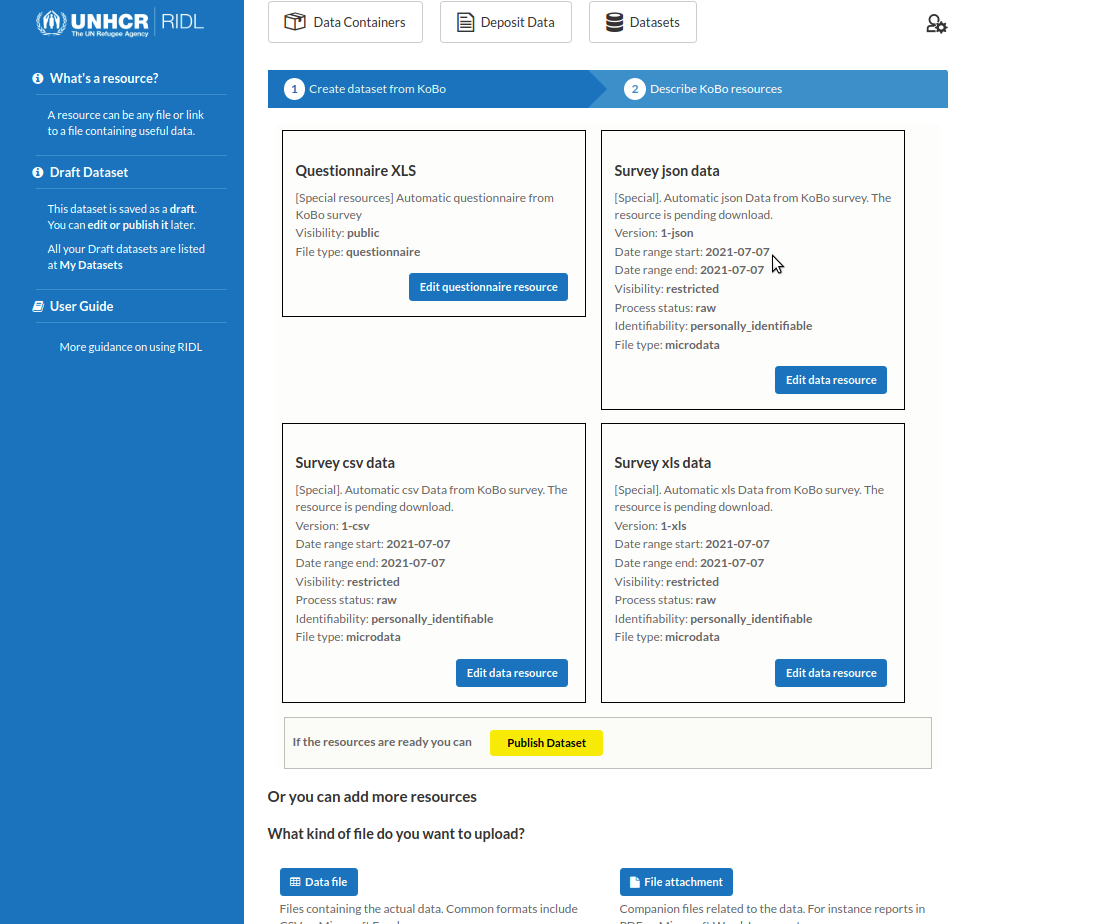 UNHCR
The UN Refugee Agency
RIDL
Data Containers
Deposit Data
Datasets
What's a resource?
A resource can be any file or link
to a file containing useful data.
Draft Dataset
This dataset is saved as a draft.
You can edit or publish it later.
All your Draft datasets are listed
at My Datasets
User Guide
More guidance on using RIDL
1 Create dataset from KoBo
2 Describe KoBo resources
Questionnaire XLS
[Special resources] Automatic questionnaire from
KoBo survey
Visibility: public
File type: questionnaire
Edit questionnaire resource
Survey json data
[Special]. Automatic json Data from KoBo survey. The
resource is pending download.
Version: 1-json
Date range start: 2021-07-07
Date range end: 2021-07-07
Visibility: restricted
Process status: raw
Identifiability: personally_identifiable
File type: microdata
Edit data resource
Survey csv data
[Special]. Automatic csv Data from KoBo survey. The
resource is pending download.
Version: 1-csv
Date range start: 2021-07-07
Date range end: 2021-07-07
Visibility: restricted
Process status: raw
Identifiability: personally_identifiable
File type: microdata
Edit data resource
Survey xls data
[Special]. Automatic xls Data from KoBo survey. The
resource is pending download.
Version: 1-xls
Date range start: 2021-07-07
Date range end: 2021-07-07
Visibility: restricted
Process status: raw
Identifiability: personally_identifiable
File type: microdata
Edit data resource
If the resources are ready you can
Publish Dataset
Or you can add more resources
What kind of file do you want to upload?
Data file
Files containing the actual data. Common formats include
File attachment
Companion files related to the data. For instance reports in